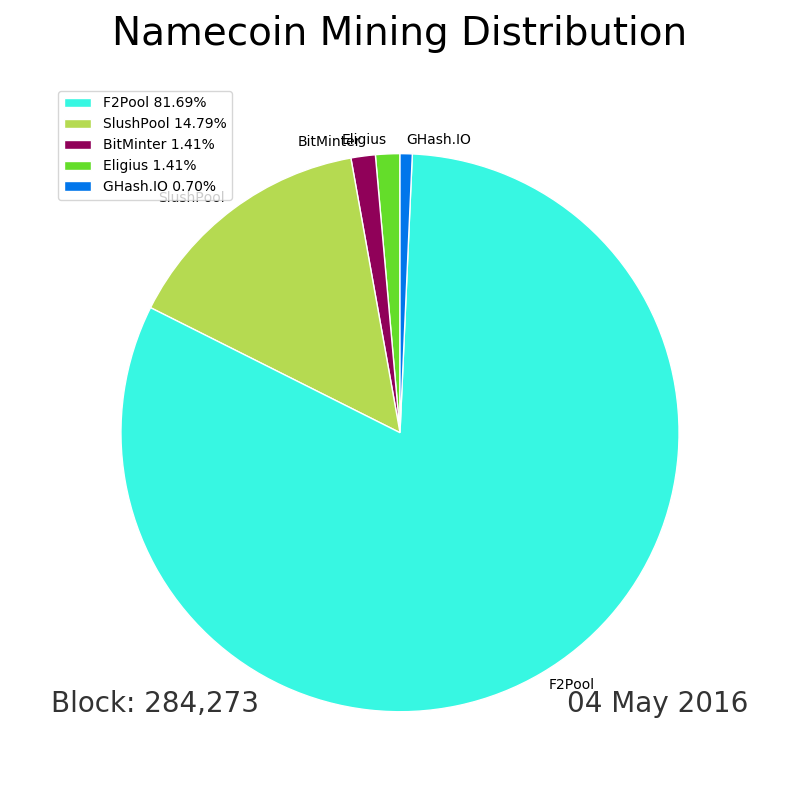 Namecoin Mining Distribution
F2Pool 81.69%
SlushPool 14.79%
BitMinter 1.41%
Eligius 1.41%
GHash.IO 0.70%
BitMinter
Eligius
GHash.IO
SlushPool
F2Pool
Block: 284,273
04 May 2016